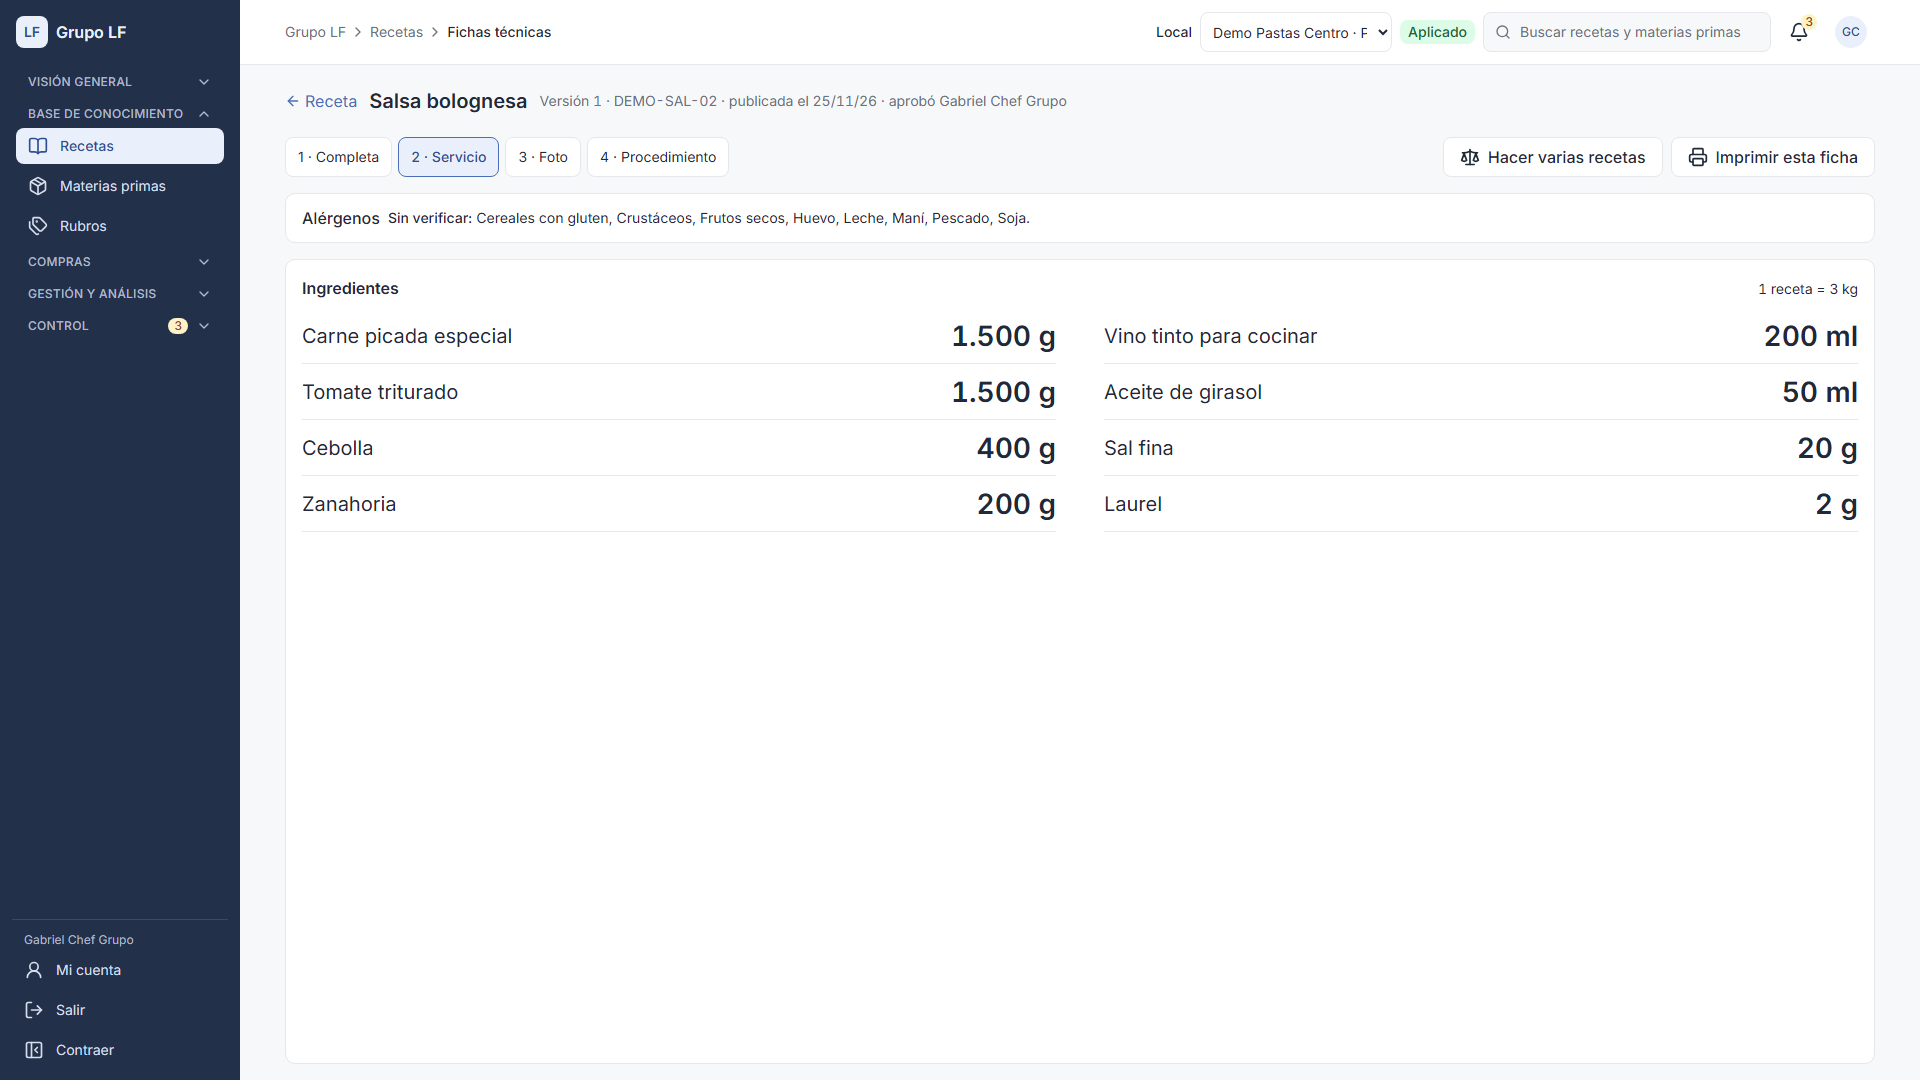 LF Grupo LF
VISIÓN GENERAL
BASE DE CONOCIMIENTO
Recetas
Materias primas
Rubros
COMPRAS
GESTIÓN Y ANÁLISIS
CONTROL 3
Gabriel Chef Grupo
Mi cuenta
Salir
Contraer
Grupo LF > Recetas > Fichas técnicas
Local Demo Pastas Centro · P Aplicado Buscar recetas y materias primas 3 GC
← Receta Salsa bolognesa Versión 1 · DEMO-SAL-02 · publicada el 25/11/26 · aprobó Gabriel Chef Grupo
1 · Completa 2 · Servicio 3 · Foto 4 · Procedimiento Hacer varias recetas Imprimir esta ficha
Alérgenos Sin verificar: Cereales con gluten, Crustáceos, Frutos secos, Huevo, Leche, Maní, Pescado, Soja.
Ingredientes 1 receta = 3 kg
Carne picada especial 1.500 g
Tomate triturado 1.500 g
Cebolla 400 g
Zanahoria 200 g
Vino tinto para cocinar 200 ml
Aceite de girasol 50 ml
Sal fina 20 g
Laurel 2 g